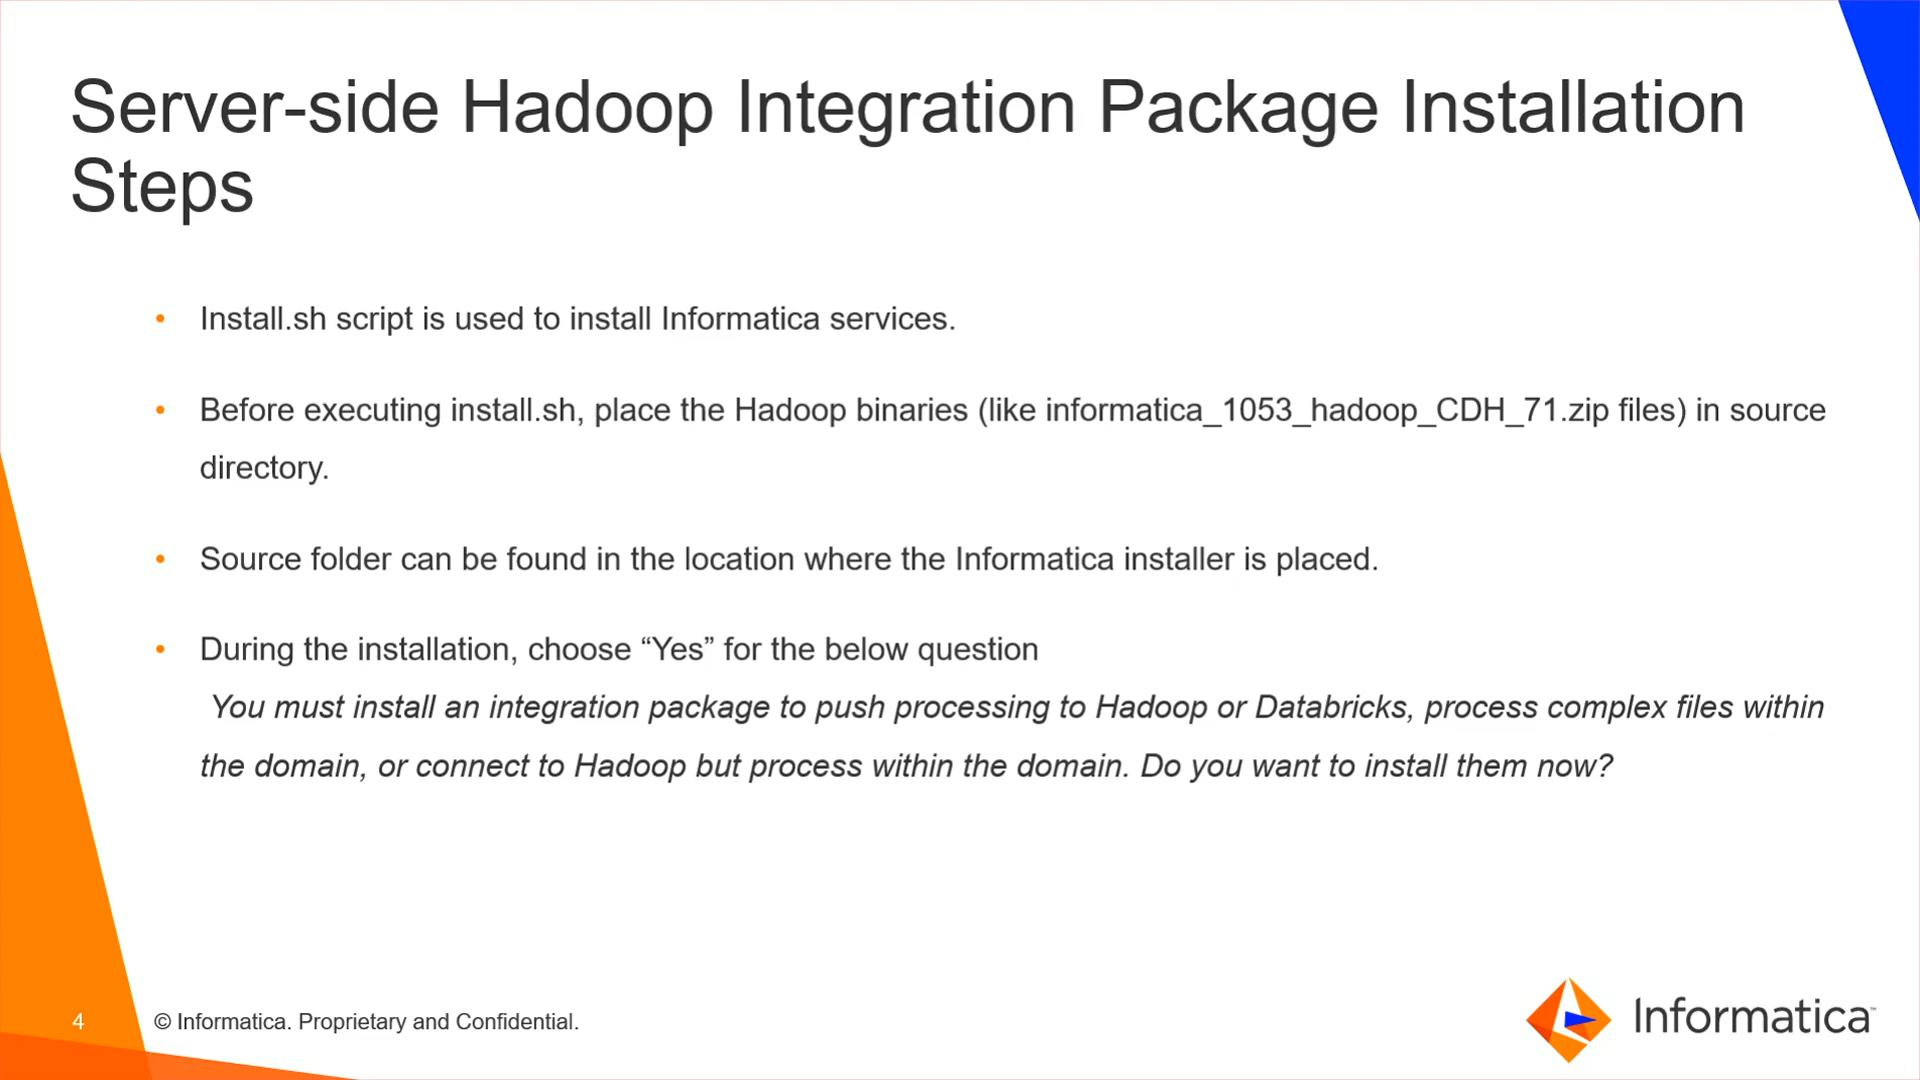 Server-side Hadoop Integration Package Installation
Steps
• Install.sh script is used to install Informatica services.
• Before executing install.sh, place the Hadoop binaries (like informatica_1053_hadoop_CDH_71.zip files) in source
directory.
• Source folder can be found in the location where the Informatica installer is placed.
• During the installation, choose “Yes” for the below question
You must install an integration package to push processing to Hadoop or Databricks, process complex files within
the domain, or connect to Hadoop but process within the domain. Do you want to install them now?
4
© Informatica. Proprietary and Confidential.
Informatica™